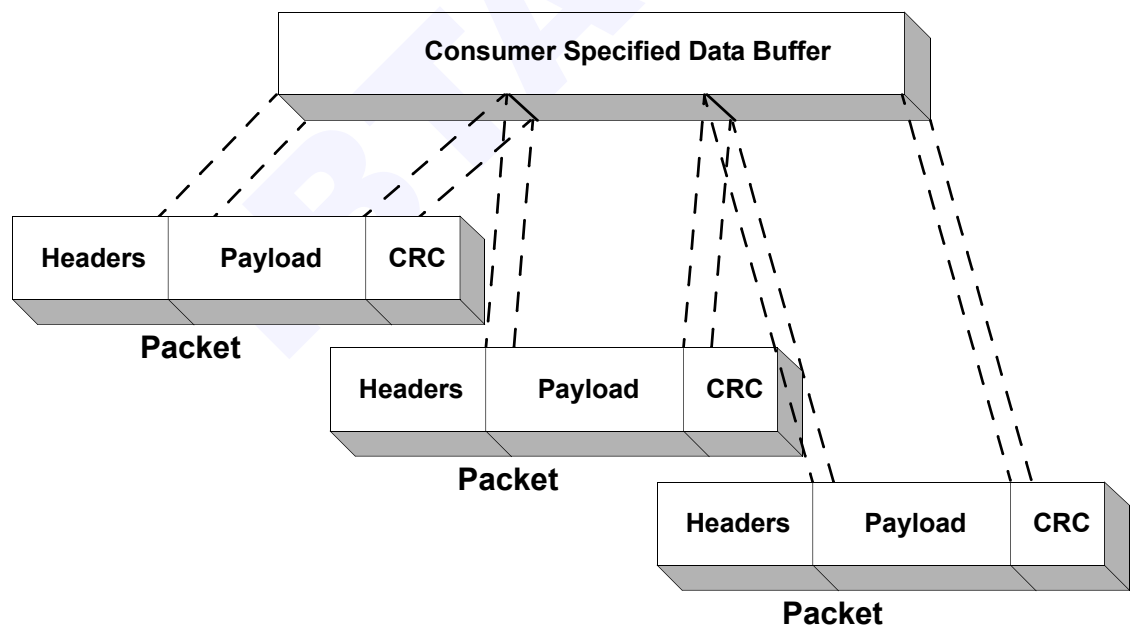 Consumer Specified Data Buffer
Headers Payload CRC
Packet
Headers Payload CRC
Packet
Headers Payload CRC
Packet